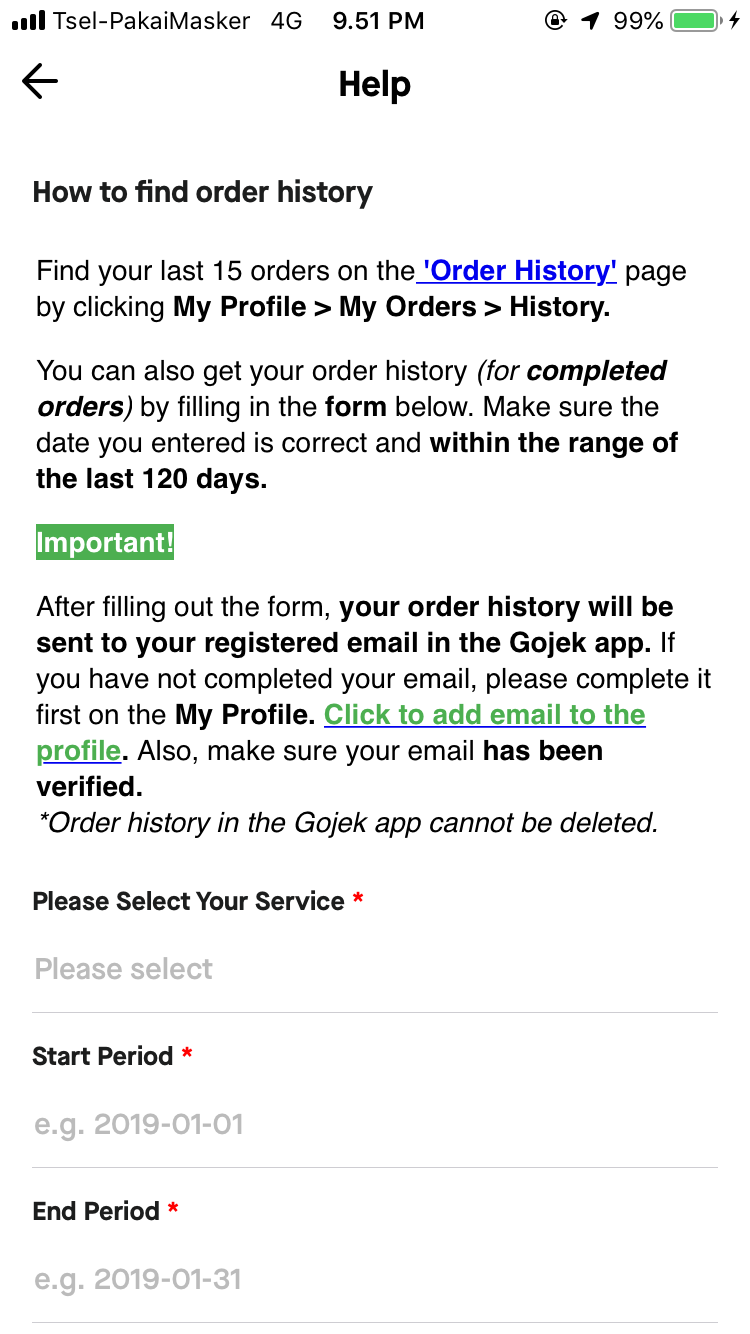 Tsel-PakaiMasker 4G 9.51 PM 99%
Help
How to find order history
Find your last 15 orders on the 'Order History' page
by clicking My Profile > My Orders > History.
You can also get your order history (for completed
orders) by filling in the form below. Make sure the
date you entered is correct and within the range of
the last 120 days.
Important!
After filling out the form, your order history will be
sent to your registered email in the Gojek app. If
you have not completed your email, please complete it
first on the My Profile. Click to add email to the
profile. Also, make sure your email has been
verified.
*Order history in the Gojek app cannot be deleted.
Please Select Your Service *
Please select
Start Period *
e.g. 2019-01-01
End Period *
e.g. 2019-01-31